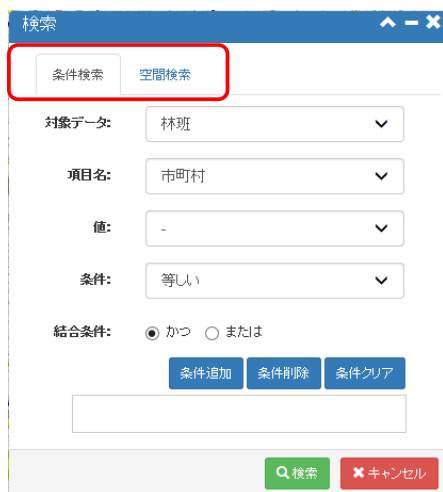 検索
条件検索 空間検索
対象データ: 林班
項目名: 市町村
値: -
条件: 等しい
結合条件: かつ または
条件追加 条件削除 条件クリア
検索 キャンセル